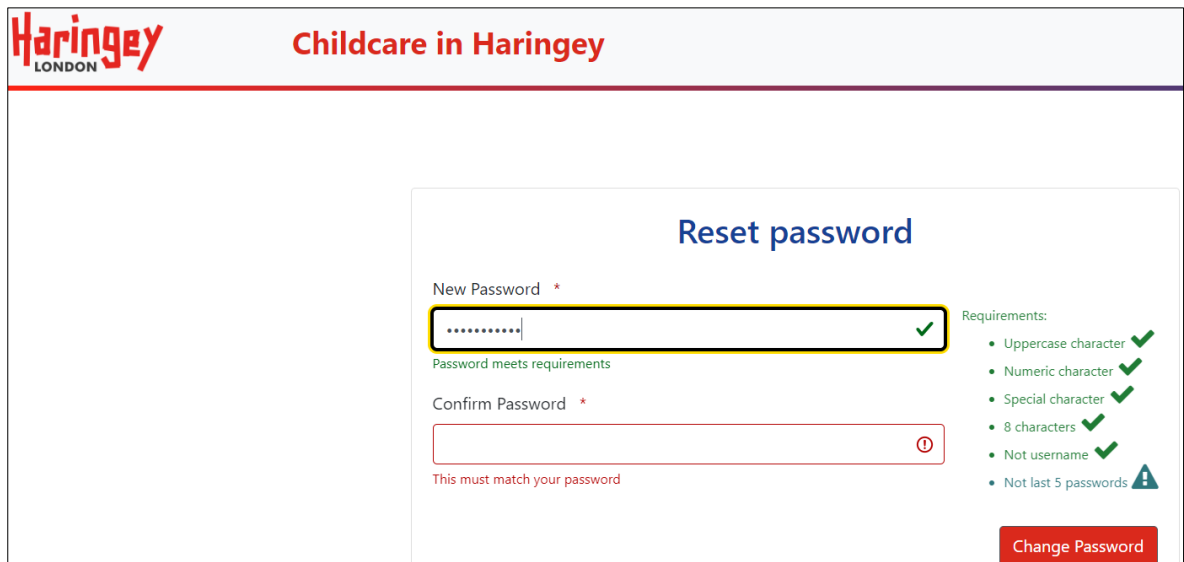 Haringey
LONDON
Childcare in Haringey
Reset password
New Password *
•••••••••••
Password meets requirements
Confirm Password *
This must match your password
Requirements:
• Uppercase character
• Numeric character
• Special character
• 8 characters
• Not username
• Not last 5 passwords
Change Password